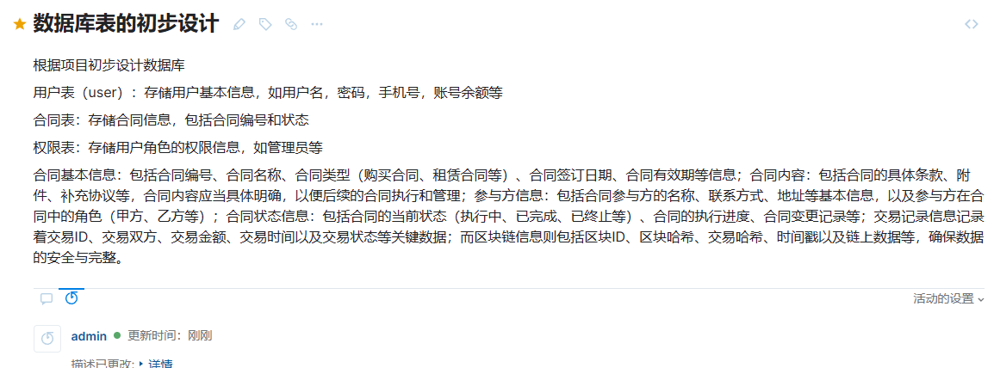 数据库表的初步设计
根据项目初步设计数据库
用户表（user）：存储用户基本信息，如用户名，密码，手机号，账号余额等
合同表：存储合同信息，包括合同编号和状态
权限表：存储用户角色的权限信息，如管理员等
合同基本信息：包括合同编号、合同名称、合同类型（购买合同、租赁合同等）、合同签订日期、合同有效期等信息；合同内容：包括合同的具体条款、附
件、补充协议等，合同内容应当具体明确，以便后续的合同执行和管理；参与方信息：包括合同参与方的名称、联系方式、地址等基本信息，以及参与方在合
同中的角色（甲方、乙方等）；合同状态信息：包括合同的当前状态（执行中、已完成、已终止等）、合同的执行进度、合同变更记录等；交易记录信息记录
着交易ID、交易双方、交易金额、交易时间以及交易状态等关键数据；而区块链信息则包括区块ID、区块哈希、交易哈希、时间戳以及链上数据等，确保数据
的安全与完整。
活动的设置
admin 更新时间：刚刚
描述已更改: 详情